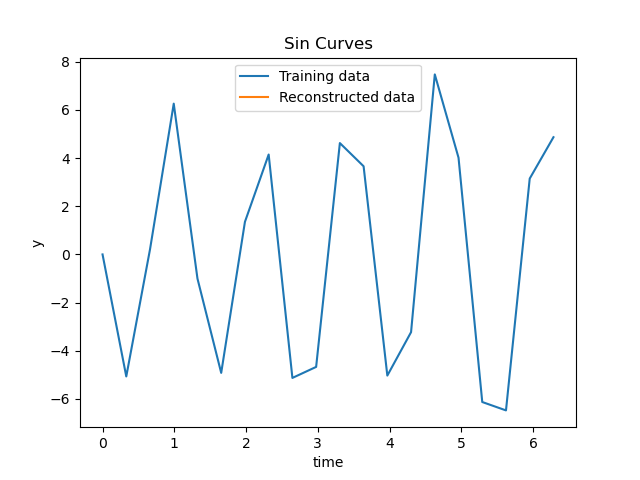 Sin Curves
Training data
Reconstructed data
8
6
4
2
0
−2
−4
−6
y
0 1 2 3 4 5 6
time